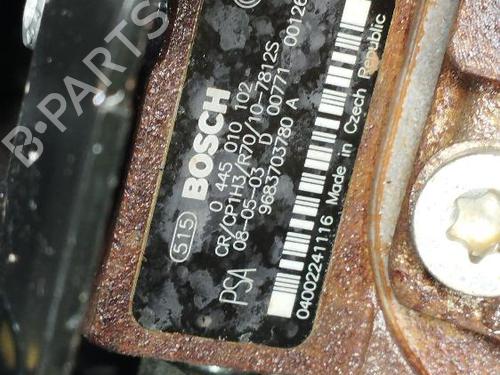 B-PARTS
515 BOSCH
0 445 010 102
CR/CP1H3/R70/10-7812S
08-05-03 D 00771 00126
PSA 9683703780 A
04002241116 Made in Czech Republic